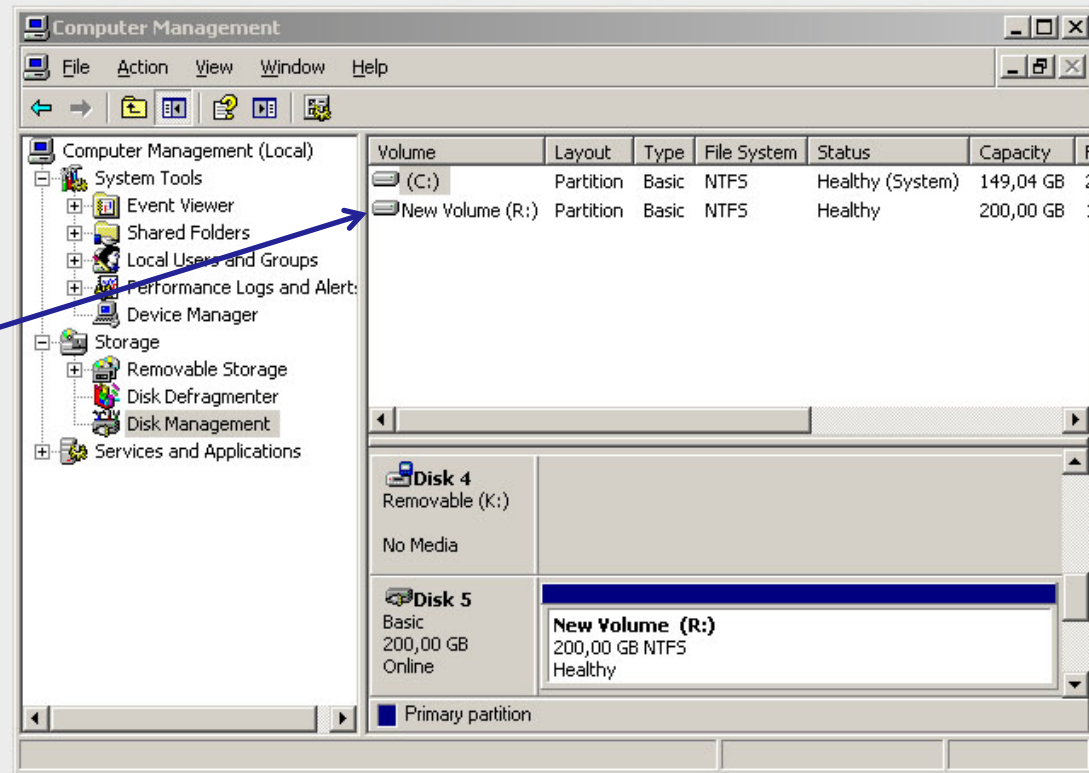 Computer Management
File Action View Window Help
Computer Management (Local)
System Tools
Event Viewer
Shared Folders
Local Users and Groups
Performance Logs and Alert
Device Manager
Storage
Removable Storage
Disk Defragmenter
Disk Management
Services and Applications
Volume Layout Type File System Status Capacity
(C:) Partition Basic NTFS Healthy (System) 149,04 GB
New Volume (R:) Partition Basic NTFS Healthy 200,00 GB
Disk 4
Removable (K:)
No Media
Disk 5
Basic
200,00 GB
Online
New Volume (R:)
200,00 GB NTFS
Healthy
Primary partition